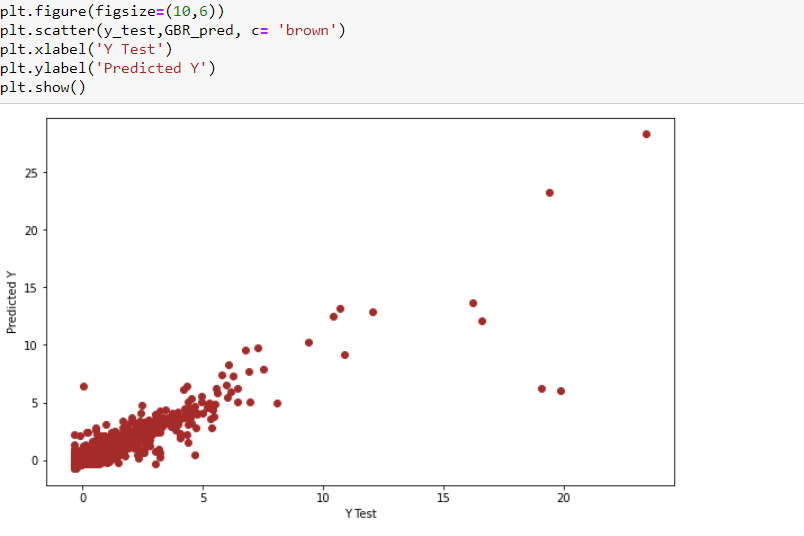 plt.figure(figsize=(10,6))
plt.scatter(y_test,GBR_pred, c= 'brown')
plt.xlabel('Y Test')
plt.ylabel('Predicted Y')
plt.show()
25
20
15
10
5
0
Predicted Y
0 5 10 15 20
Y Test